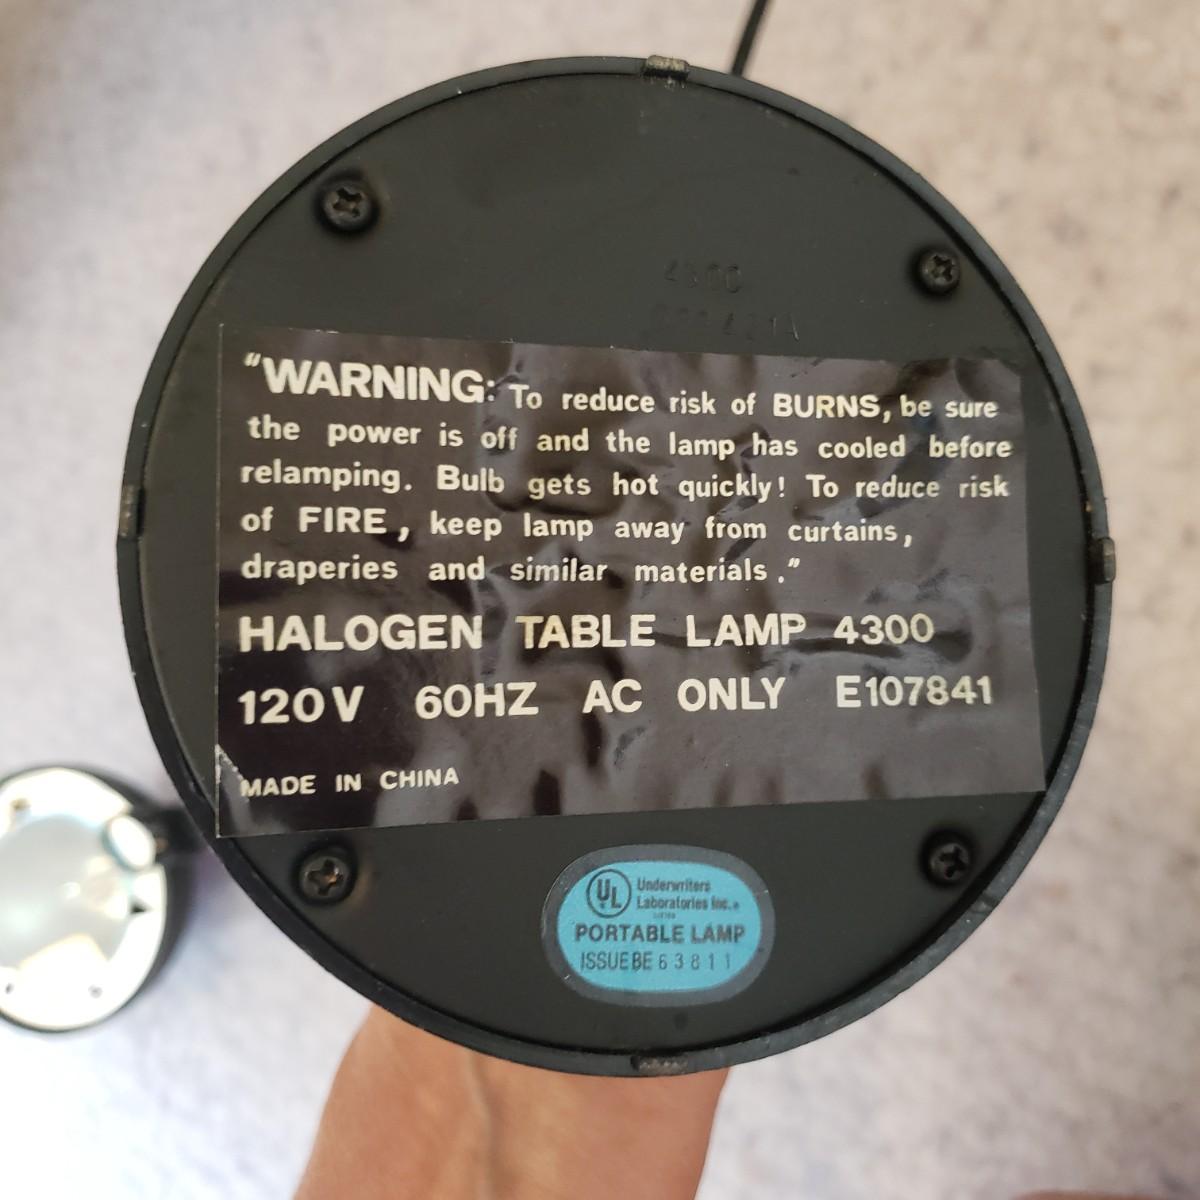 4300
"WARNING: To reduce risk of BURNS, be sure
the power is off and the lamp has cooled before
relamping. Bulb gets hot quickly! To reduce risk
of FIRE, keep lamp away from curtains,
draperies and similar materials."
HALOGEN TABLE LAMP 4300
120V 60HZ AC ONLY E107841
MADE IN CHINA
UL Underwriters
Laboratories Inc.®
LISTED
PORTABLE LAMP
ISSUE BE 63811